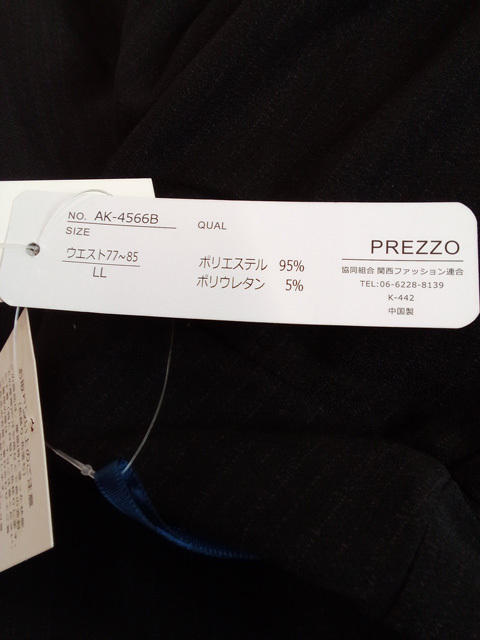 NO. AK-4566B
SIZE
ウエスト77~85
LL
QUAL
ポリエステル 95%
ポリウレタン 5%
PREZZO
協同組合 関西ファッション連合
TEL:06-6228-8139
K-442
中国製